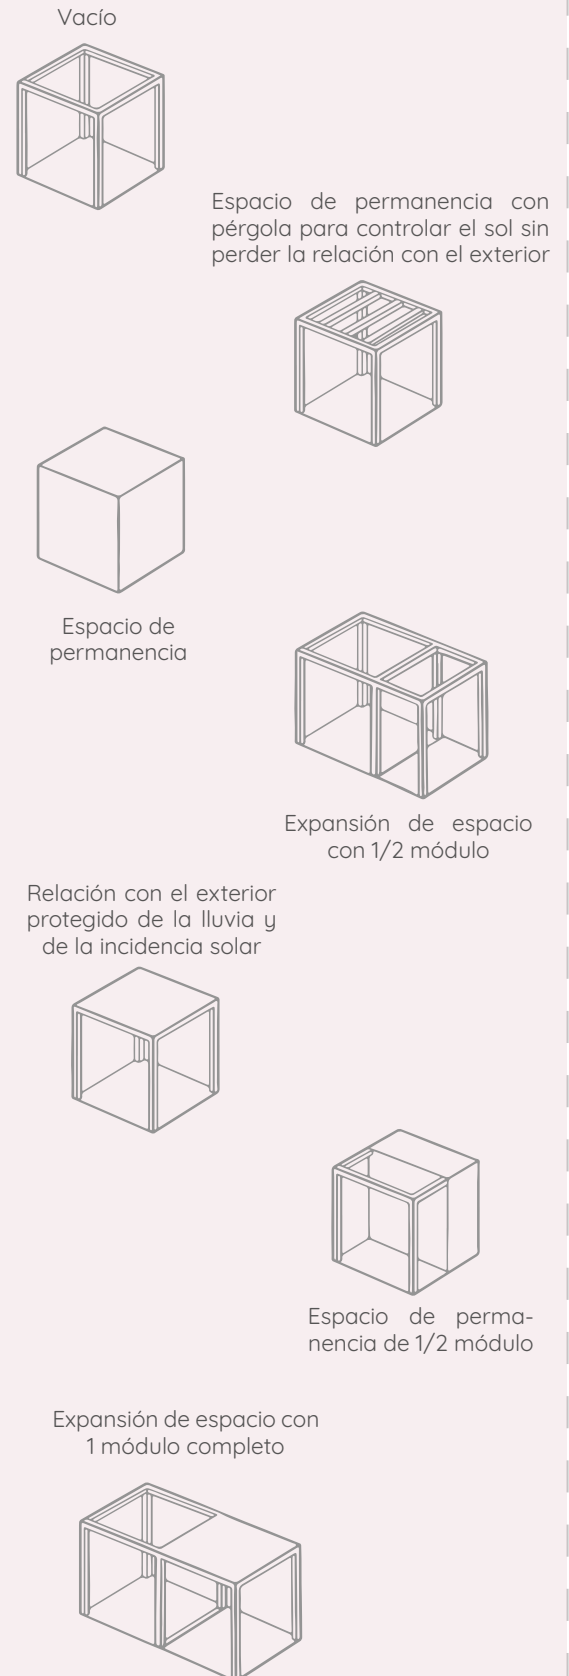 Vacío
Espacio de permanencia con
pérgola para controlar el sol sin
perder la relación con el exterior
Espacio de
permanencia
Expansión de espacio
con 1/2 módulo
Relación con el exterior
protegido de la lluvia y
de la incidencia solar
Espacio de perma-
nencia de 1/2 módulo
Expansión de espacio con
1 módulo completo